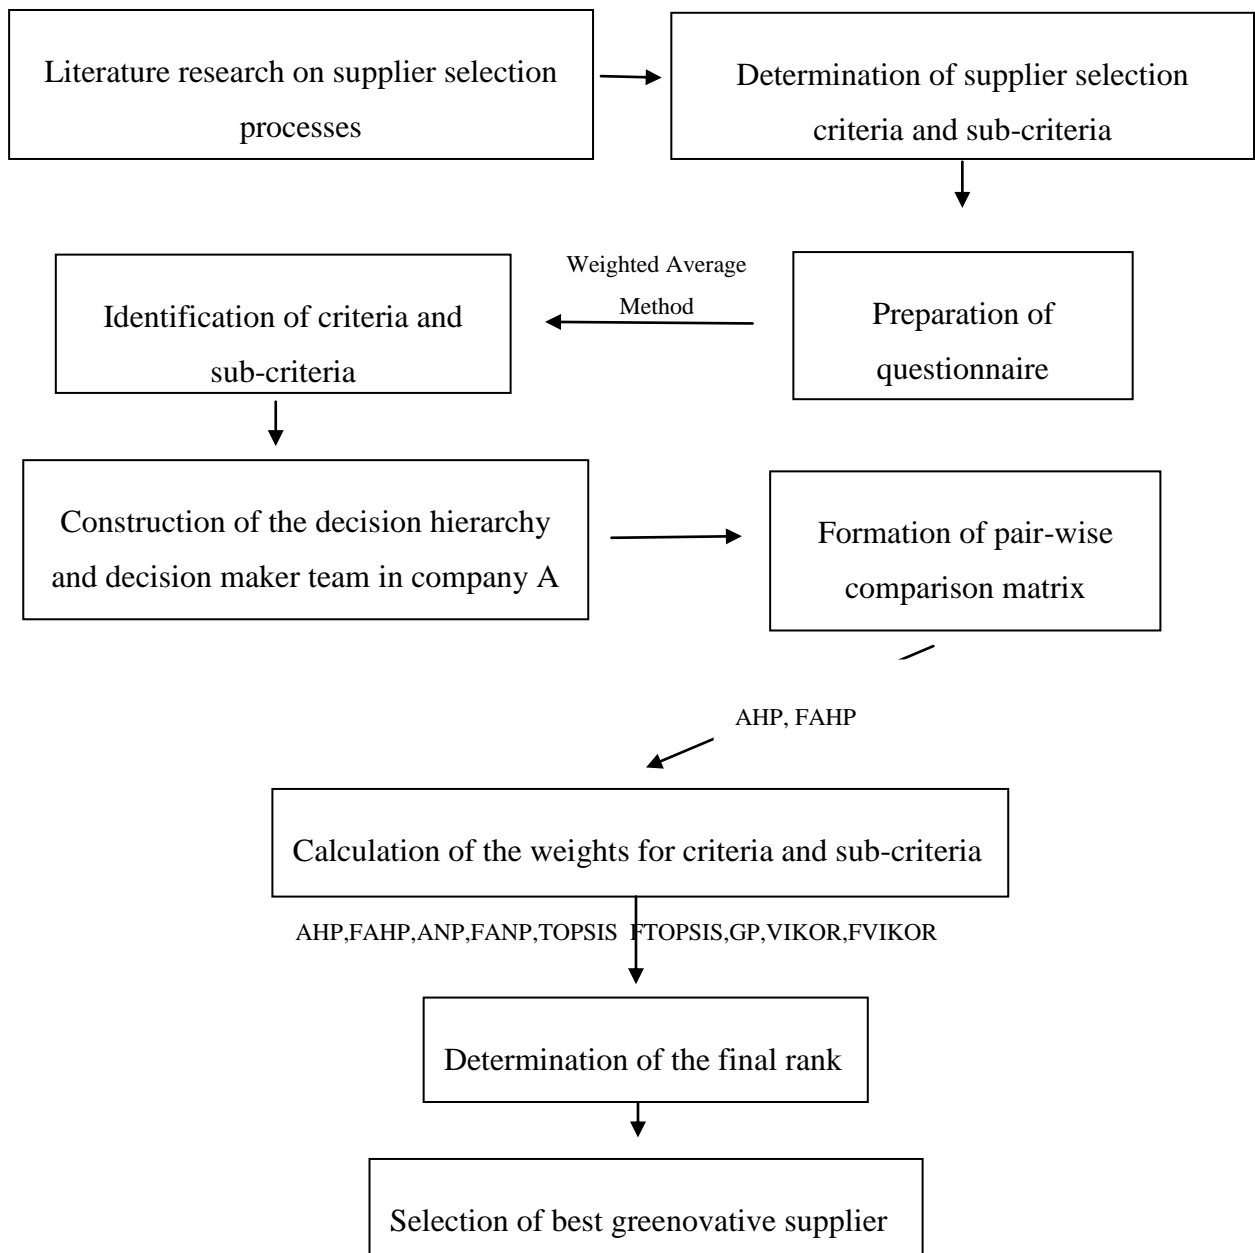 Literature research on supplier selection
processes
Determination of supplier selection
criteria and sub-criteria
Weighted Average
Method
Preparation of
questionnaire
Identification of criteria and
sub-criteria
Construction of the decision hierarchy
and decision maker team in company A
Formation of pair-wise
comparison matrix
AHP, FAHP
Calculation of the weights for criteria and sub-criteria
AHP,FAHP,ANP,FANP,TOPSIS FTOPSIS,GP,VIKOR,FVIKOR
Determination of the final rank
Selection of best greenovative supplier